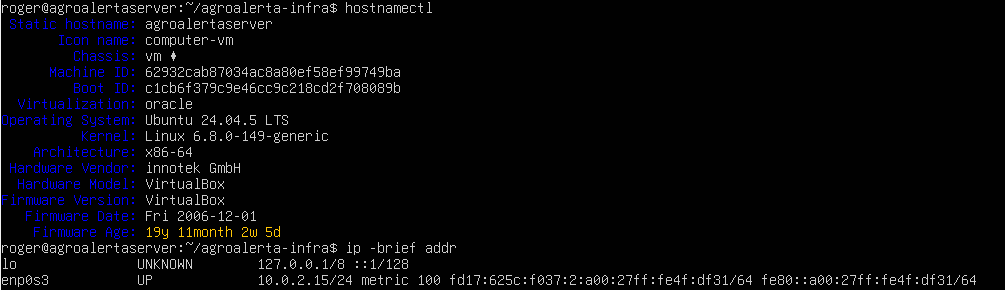 roger@agroalertaserver:~/agroalerta-infra$ hostnamectl
Static hostname: agroalertaserver
Icon name: computer-vm
Chassis: vm
Machine ID: 62932cab87034ac8a80ef58ef99749ba
Boot ID: c1cb6f379c9e46cc9c218cd2f708089b
Virtualization: oracle
Operating System: Ubuntu 24.04.5 LTS
Kernel: Linux 6.8.0-149-generic
Architecture: x86-64
Hardware Vendor: innotek GmbH
Hardware Model: VirtualBox
Firmware Version: VirtualBox
Firmware Date: Fri 2006-12-01
Firmware Age: 19y 11month 2w 5d
roger@agroalertaserver:~/agroalerta-infra$ ip -brief addr
lo UNKNOWN 127.0.0.1/8 ::1/128
enp0s3 UP 10.0.2.15/24 metric 100 fd17:625c:f037:2:a00:27ff:fe4f:df31/64 fe80::a00:27ff:fe4f:df31/64